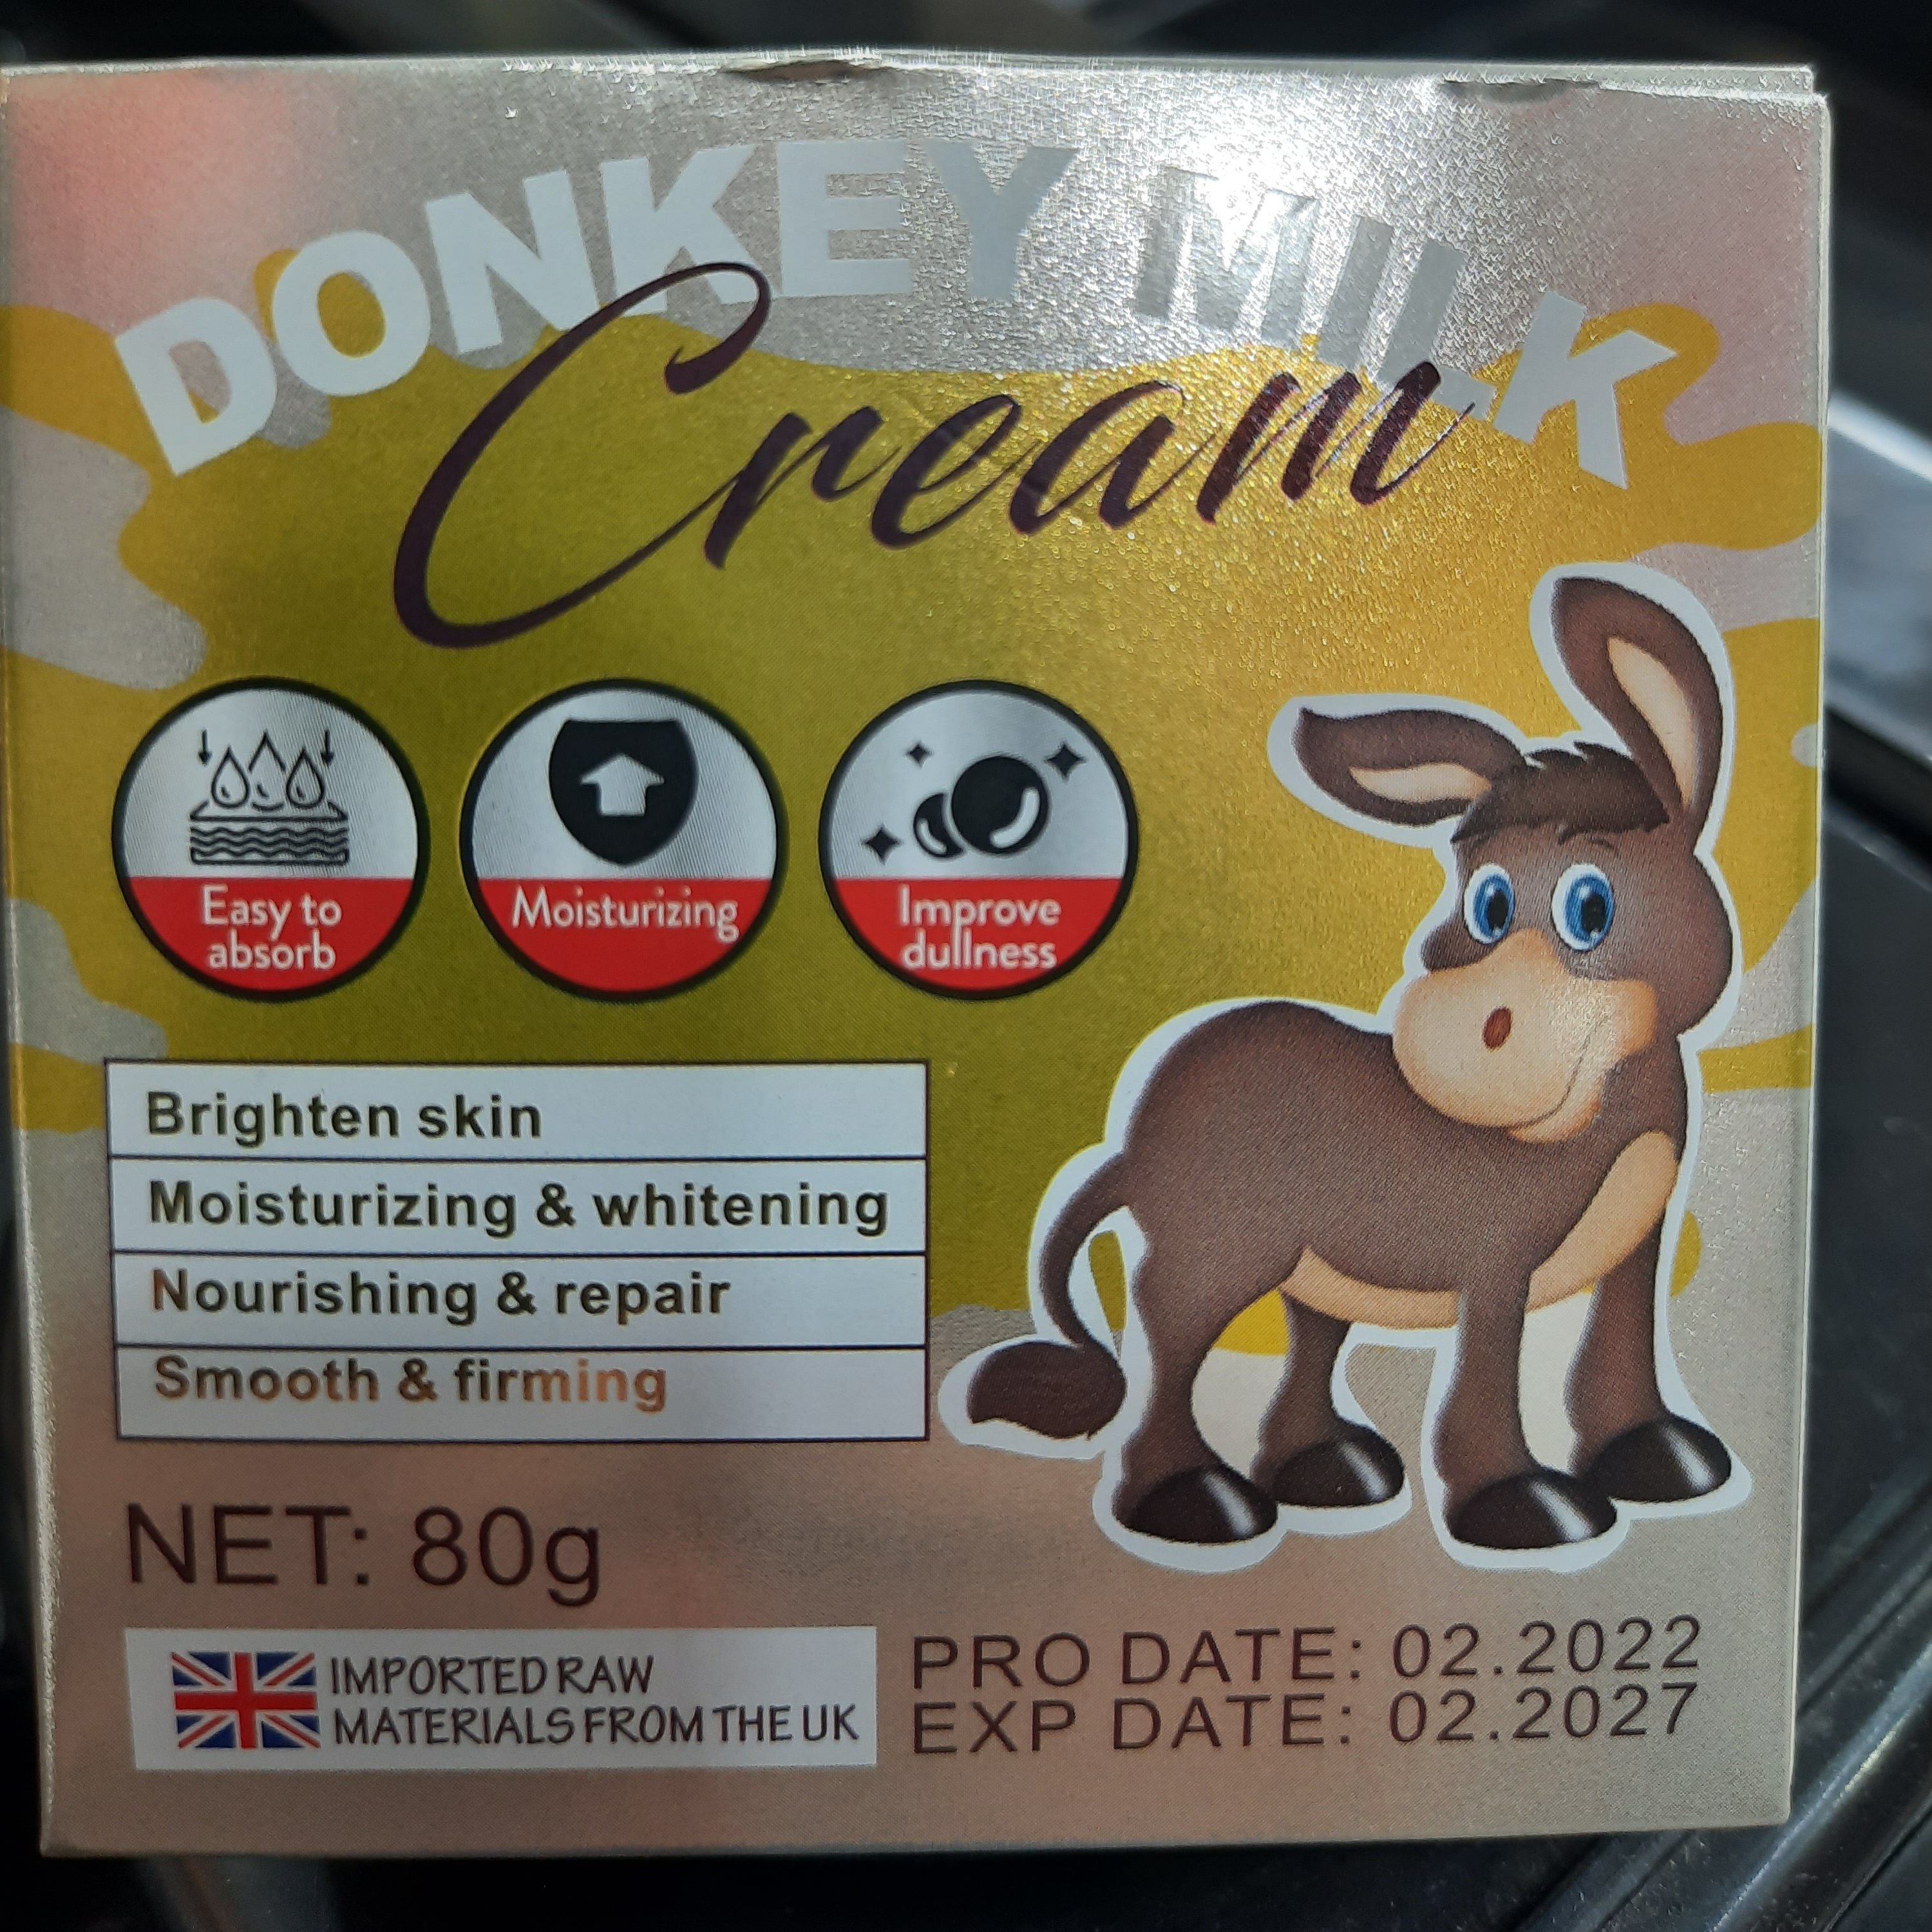 DONKEY MILK
Cream
Easy to
absorb
Moisturizing
Improve
dullness
Brighten skin
Moisturizing & whitening
Nourishing & repair
Smooth & firming
NET: 80g
IMPORTED RAW
MATERIALS FROM THE UK
PRO DATE: 02.2022
EXP DATE: 02.2027